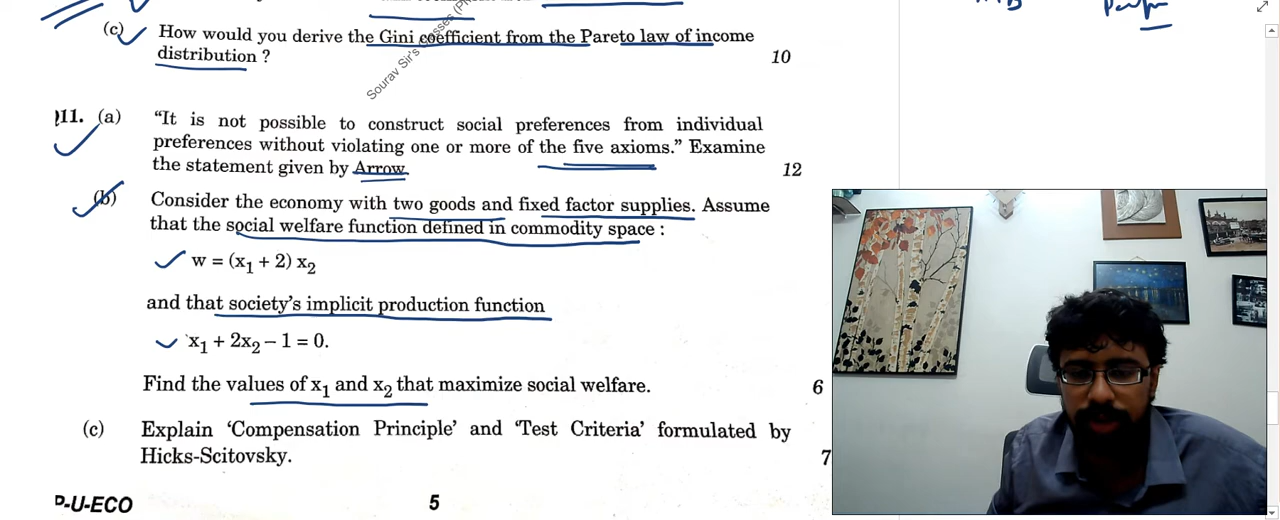 (c) How would you derive the Gini coefficient from the Pareto law of income
distribution ? 10
Sourav Sir's Classes
11. (a) “It is not possible to construct social preferences from individual
preferences without violating one or more of the five axioms.” Examine
the statement given by Arrow. 12
(b) Consider the economy with two goods and fixed factor supplies. Assume
that the social welfare function defined in commodity space :
w = (x₁ + 2) x₂
and that society's implicit production function
x₁ + 2x₂ – 1 = 0.
Find the values of x₁ and x₂ that maximize social welfare. 6
(c) Explain ‘Compensation Principle’ and ‘Test Criteria’ formulated by
Hicks-Scitovsky. 7
-U-ECO 5